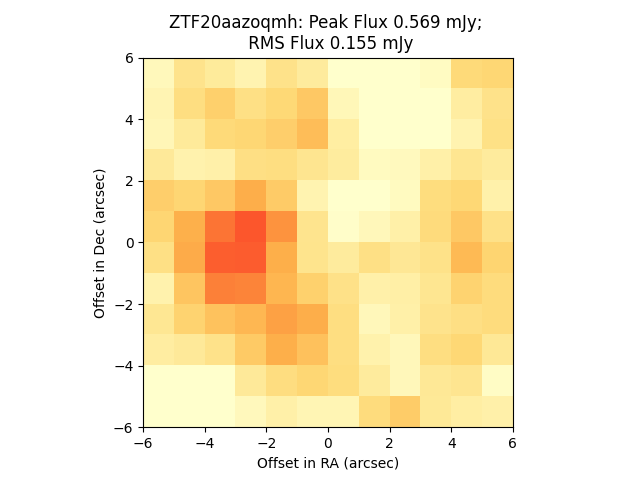 ZTF20aazoqmh: Peak Flux 0.569 mJy;
RMS Flux 0.155 mJy
6
4
2
0
−2
−4
−6
Offset in Dec (arcsec)
−6 −4 −2 0 2 4 6
Offset in RA (arcsec)